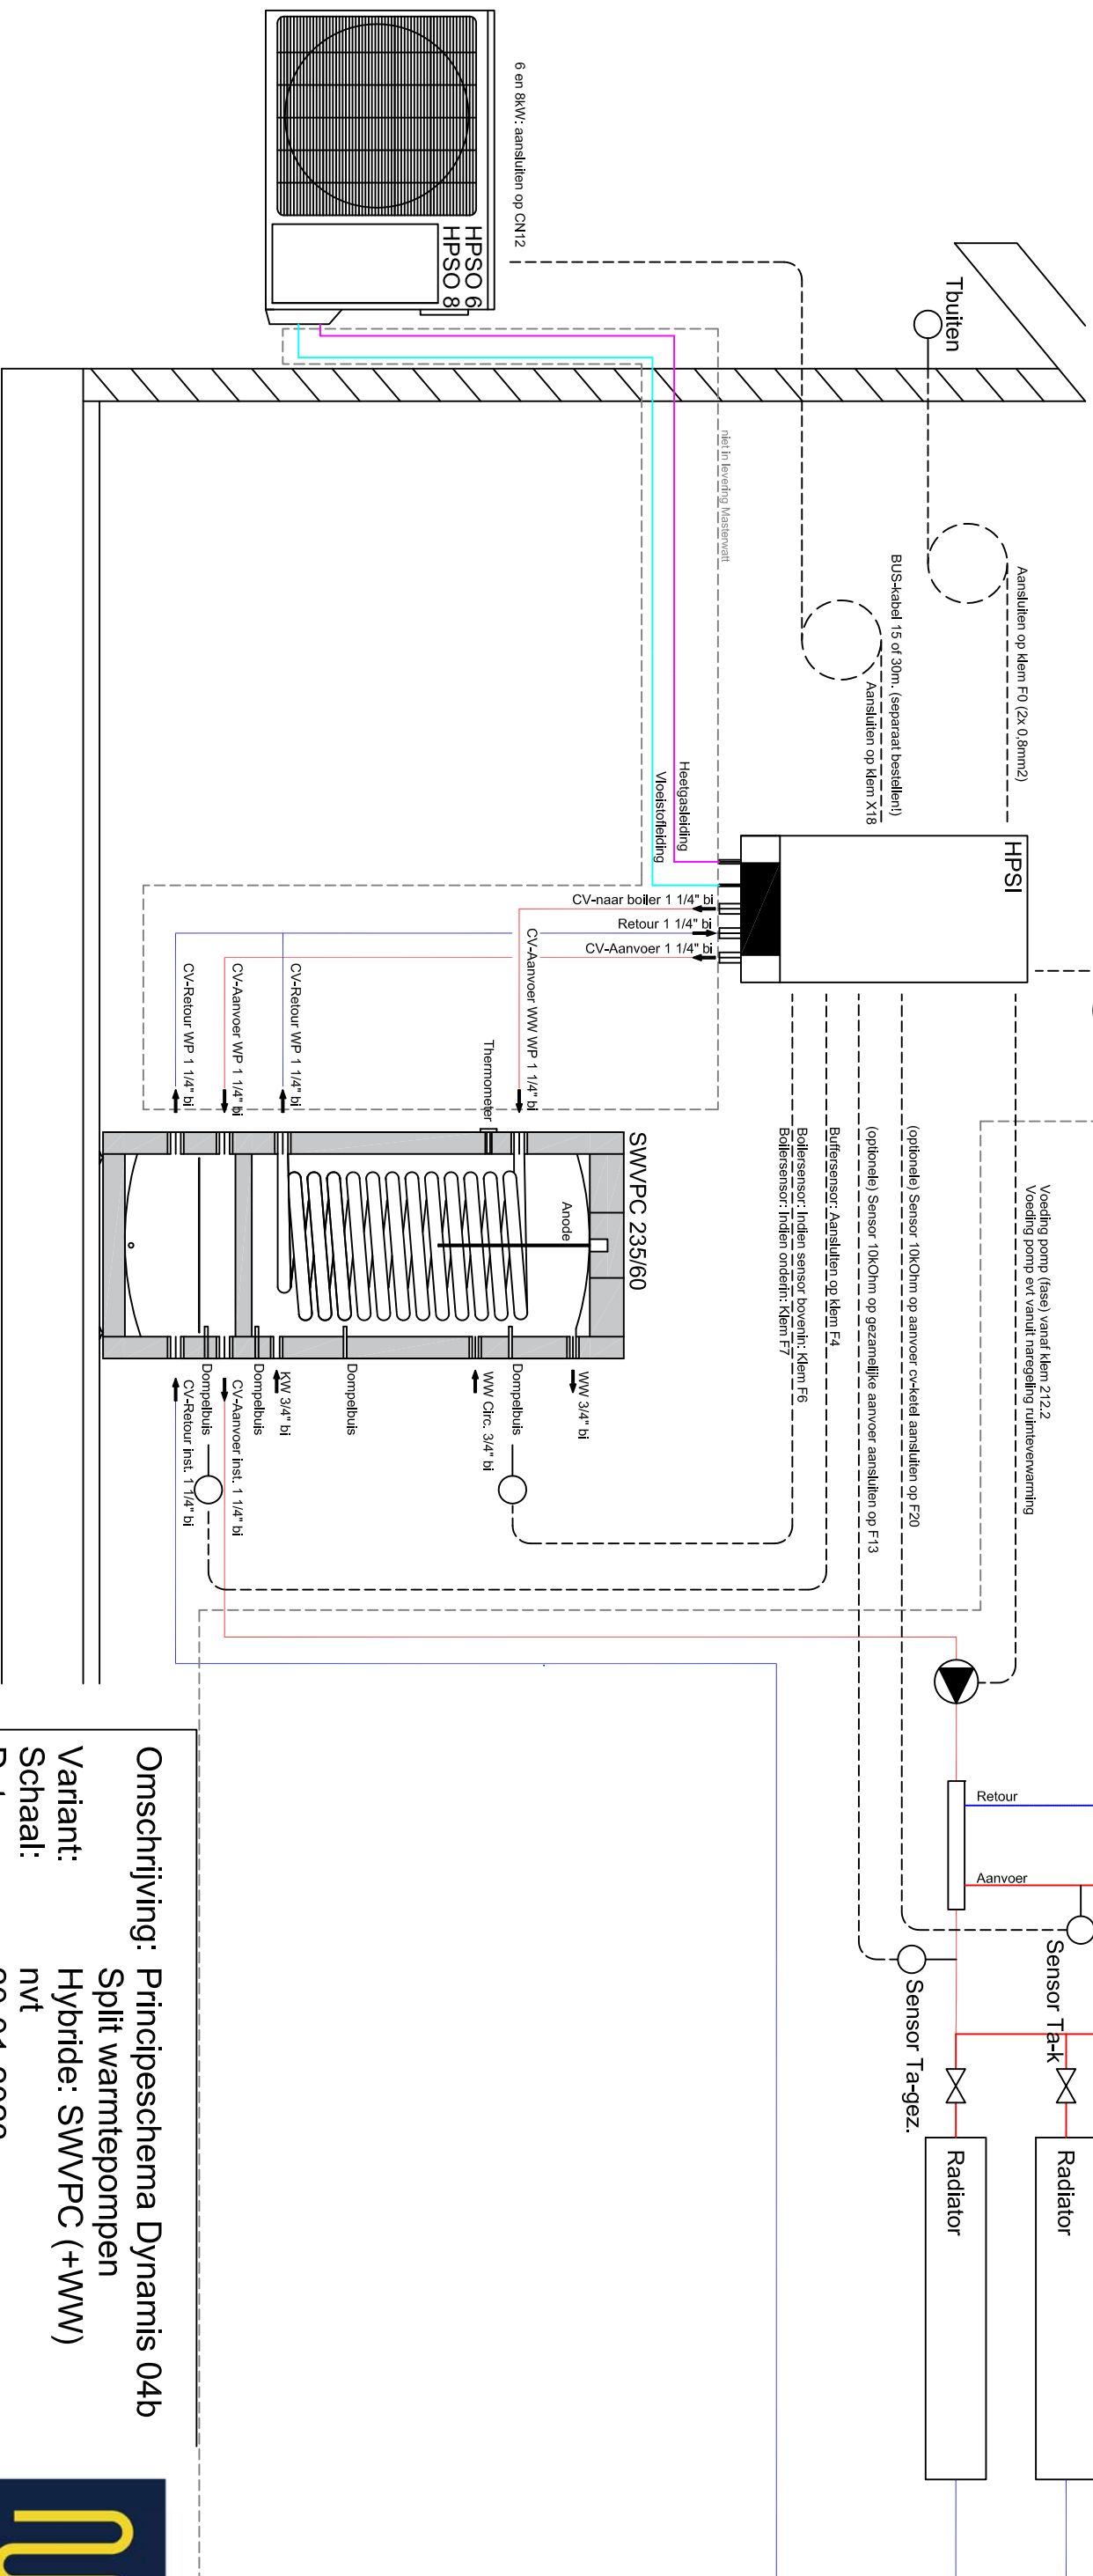 6 en 8kW: aansluiten op CN12
HPSO 6
HPSO 8
Tbuiten
niet in levering Masterwatt
Aansluiten op klem F0 (2x 0,8mm2)
BUS-kabel 15 of 30m. (separaat bestellen!)
Aansluiten op klem X18
Heetgasleiding
Vloeistofleiding
HPSI
CV-naar boiler 1 1/4" bi
Retour 1 1/4" bi
CV-Aanvoer 1 1/4" bi
CV-Aanvoer WW WP 1 1/4" bi
Thermometer
CV-Retour WP 1 1/4" bi
CV-Aanvoer WP 1 1/4" bi
CV-Retour WP 1 1/4" bi
Voeding pomp (fase) vanaf klem 212.2
Voeding pomp evt vanuit naregeling ruimteverwarming
(optionele) Sensor 10kOhm op aanvoer cv-ketel aansluiten op F20
(optionele) Sensor 10kOhm op gezamelijke aanvoer aansluiten op F13
Buffersensor: Aansluiten op klem F4
Boilersensor: Indien sensor bovenin: Klem F6
Boilersensor: Indien onderin: Klem F7
SWVPC 235/60
Anode
WW 3/4" bi
Dompelbuis
WW Circ. 3/4" bi
Dompelbuis
KW 3/4" bi
Dompelbuis
CV-Aanvoer inst. 1 1/4" bi
Dompelbuis
CV-Retour inst. 1 1/4" bi
Retour
Aanvoer
Sensor Ta-k
Sensor Ta-gez.
Radiator
Radiator
Omschrijving: Principeschema Dynamis 04b
Split warmtepompen
Variant: Hybride: SWVPC (+WW)
Schaal: nvt